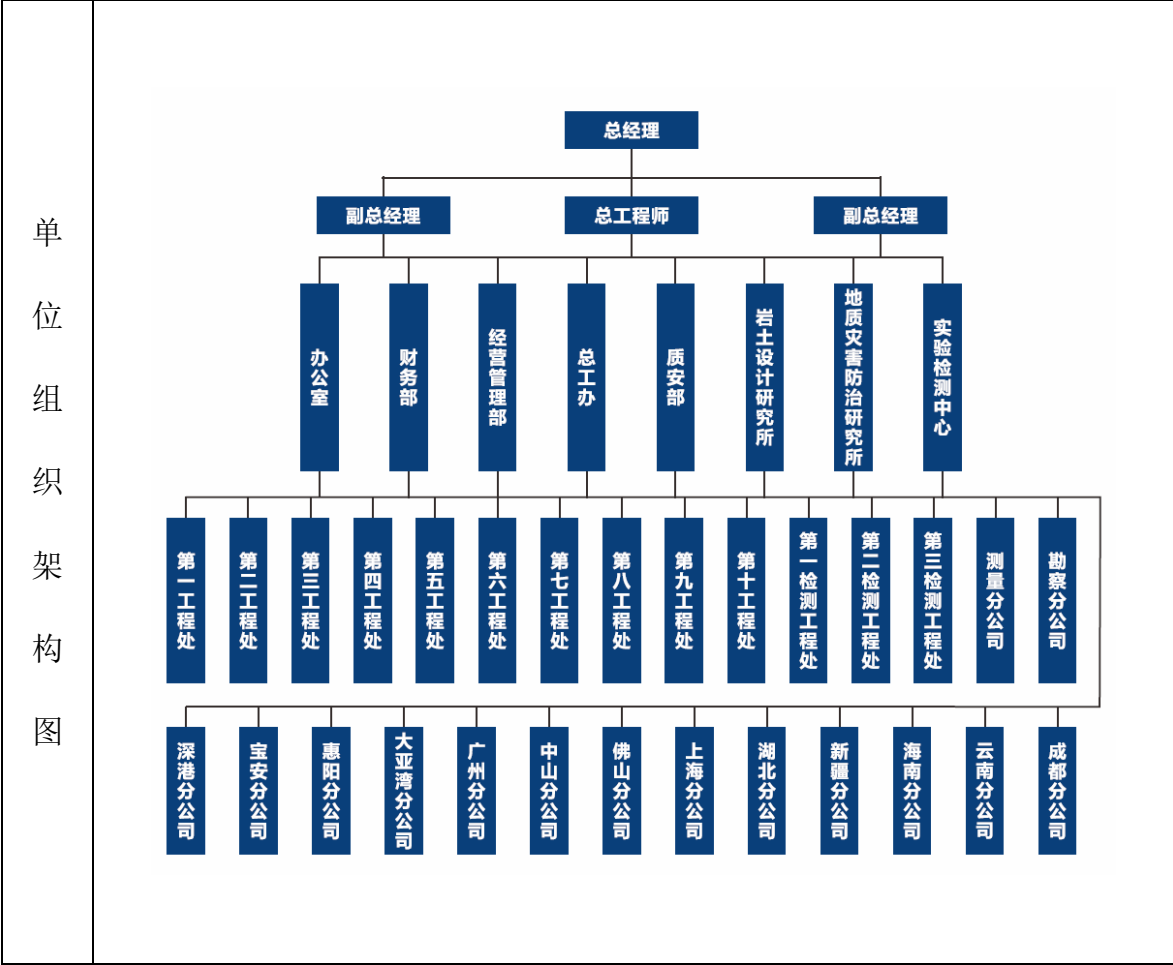 单位组织架构图
总经理
副总经理
总工程师
副总经理
办公室
财务部
经营管理部
总工办
质安部
岩土设计研究所
地质灾害防治研究所
实验检测中心
第一工程处
第二工程处
第三工程处
第四工程处
第五工程处
第六工程处
第七工程处
第八工程处
第九工程处
第十工程处
第一检测工程处
第二检测工程处
第三检测工程处
测量分公司
勘察分公司
深港分公司
宝安分公司
惠阳分公司
大亚湾分公司
广州分公司
中山分公司
佛山分公司
上海分公司
湖北分公司
新疆分公司
海南分公司
云南分公司
成都分公司